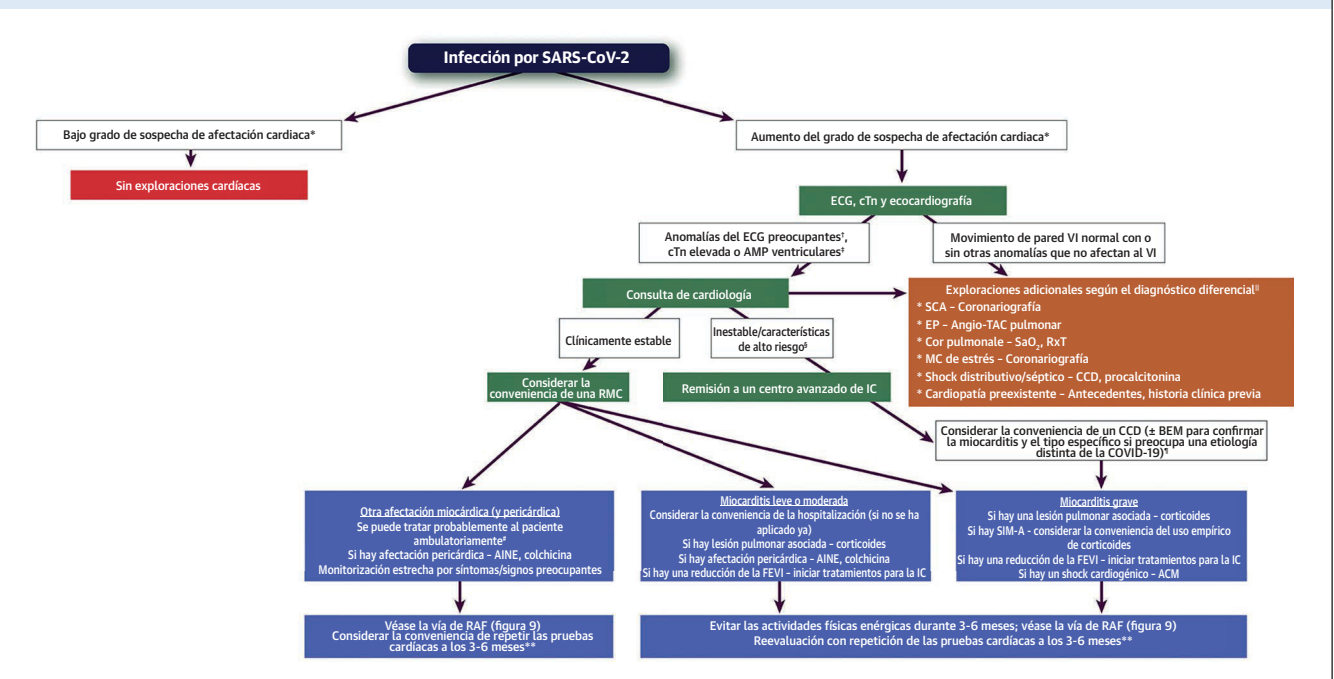 Infección por SARS-CoV-2
Bajo grado de sospecha de afectación cardiaca*
Aumento del grado de sospecha de afectación cardiaca*
Sin exploraciones cardíacas
ECG, cTn y ecocardiografía
Anomalías del ECG preocupantes†,
cTn elevada o AMP ventriculares‡
Movimiento de pared VI normal con o
sin otras anomalías que no afectan al VI
Consulta de cardiología
Exploraciones adicionales según el diagnóstico diferencial||
* SCA – Coronariografía
* EP – Angio-TAC pulmonar
* Cor pulmonale – SaO₂, RxT
* MC de estrés – Coronariografía
* Shock distributivo/séptico – CCD, procalcitonina
* Cardiopatía preexistente – Antecedentes, historia clínica previa
Clínicamente estable
Inestable/características
de alto riesgo§
Considerar la
conveniencia de una RMC
Remisión a un centro avanzado de IC
Considerar la conveniencia de un CCD (± BEM para confirmar
la miocarditis y el tipo específico si preocupa una etiología
distinta de la COVID-19)¶
Otra afectación miocárdica (y pericárdica)
Se puede tratar probablemente al paciente
ambulatoriamente#
Si hay afectación pericárdica – AINE, colchicina
Monitorización estrecha por síntomas/signos preocupantes
Miocarditis leve o moderada
Considerar la conveniencia de la hospitalización (si no se ha
aplicado ya)
Si hay lesión pulmonar asociada – corticoides
Si hay afectación pericárdica – AINE, colchicina
Si hay una reducción de la FEVI – iniciar tratamientos para la IC
Miocarditis grave
Si hay una lesión pulmonar asociada – corticoides
Si hay SIM-A - considerar la conveniencia del uso empírico
de corticoides
Si hay una reducción de la FEVI – iniciar tratamientos para la IC
Si hay un shock cardiogénico – ACM
Véase la vía de RAF (figura 9)
Considerar la conveniencia de repetir las pruebas
cardíacas a los 3-6 meses**
Evitar las actividades físicas enérgicas durante 3-6 meses; véase la vía de RAF (figura 9)
Reevaluación con repetición de las pruebas cardíacas a los 3-6 meses**